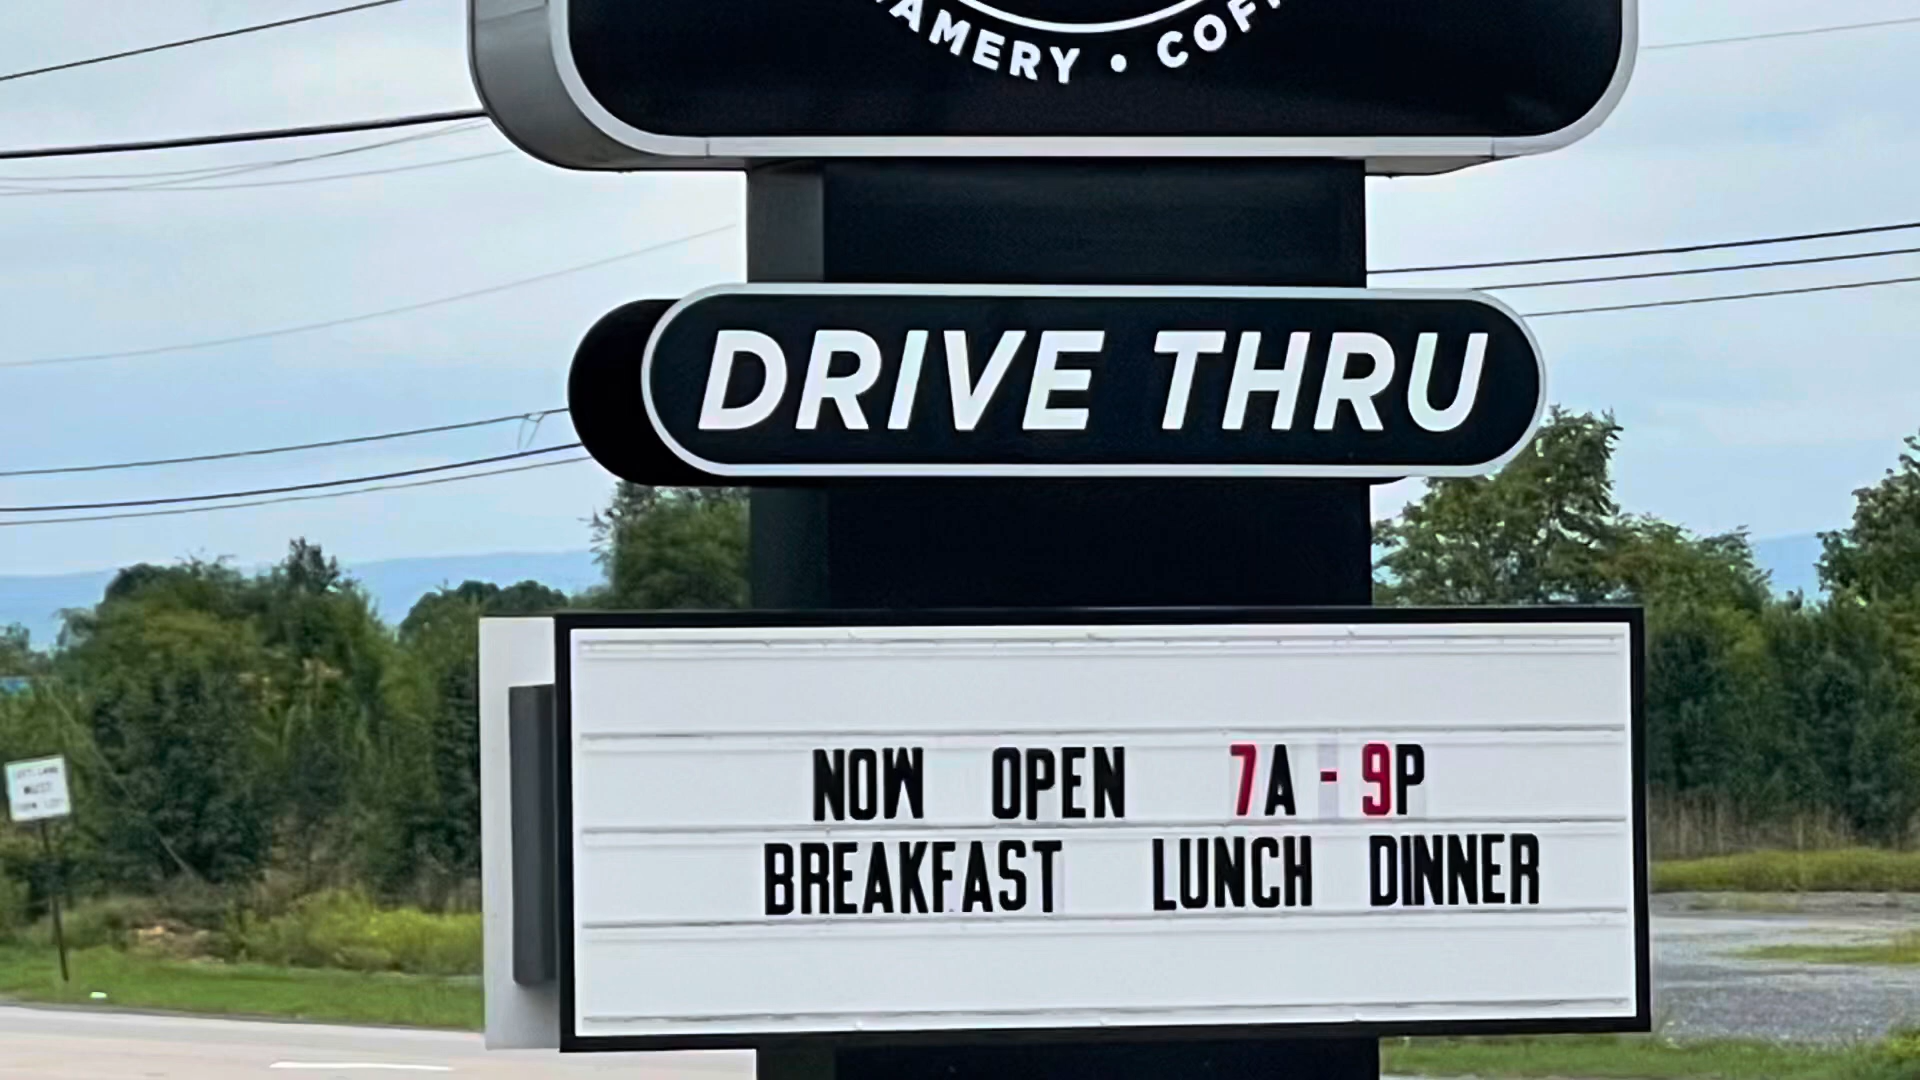 AMERY • COF
DRIVE THRU
NOW OPEN 7A - 9P
BREAKFAST LUNCH DINNER